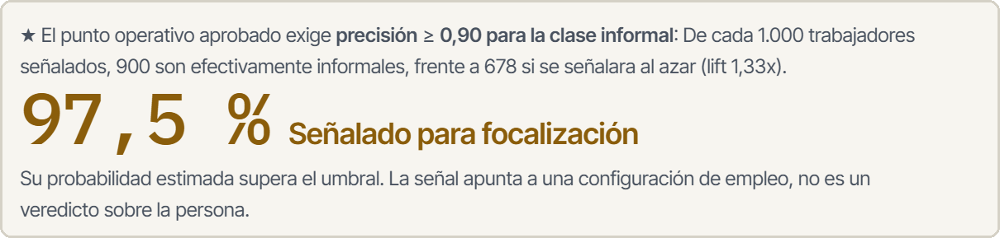 ★ El punto operativo aprobado exige precisión ≥ 0,90 para la clase informal: De cada 1.000 trabajadores
señalados, 900 son efectivamente informales, frente a 678 si se señalara al azar (lift 1,33x).
97,5 % Señalado para focalización
Su probabilidad estimada supera el umbral. La señal apunta a una configuración de empleo, no es un
veredicto sobre la persona.